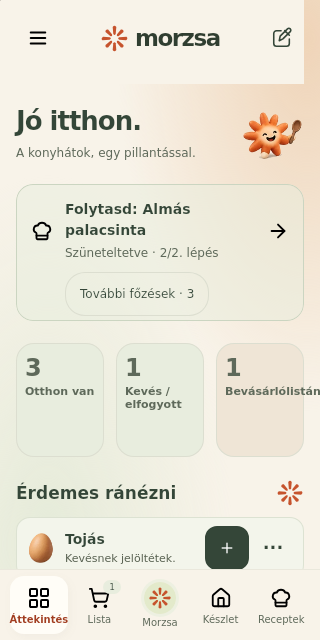 morzsa
Jó itthon.
A konyhátok, egy pillantással.
Folytasd: Almás
palacsinta
Szüneteltetve · 2/2. lépés
További főzések · 3
3
Otthon van
1
Kevés /
elfogyott
1
Bevásárlólistán
Érdemes ránézni
Tojás
Kevésnek jelöltétek.
+
...
1
Áttekintés
Lista
Morzsa
Készlet
Receptek